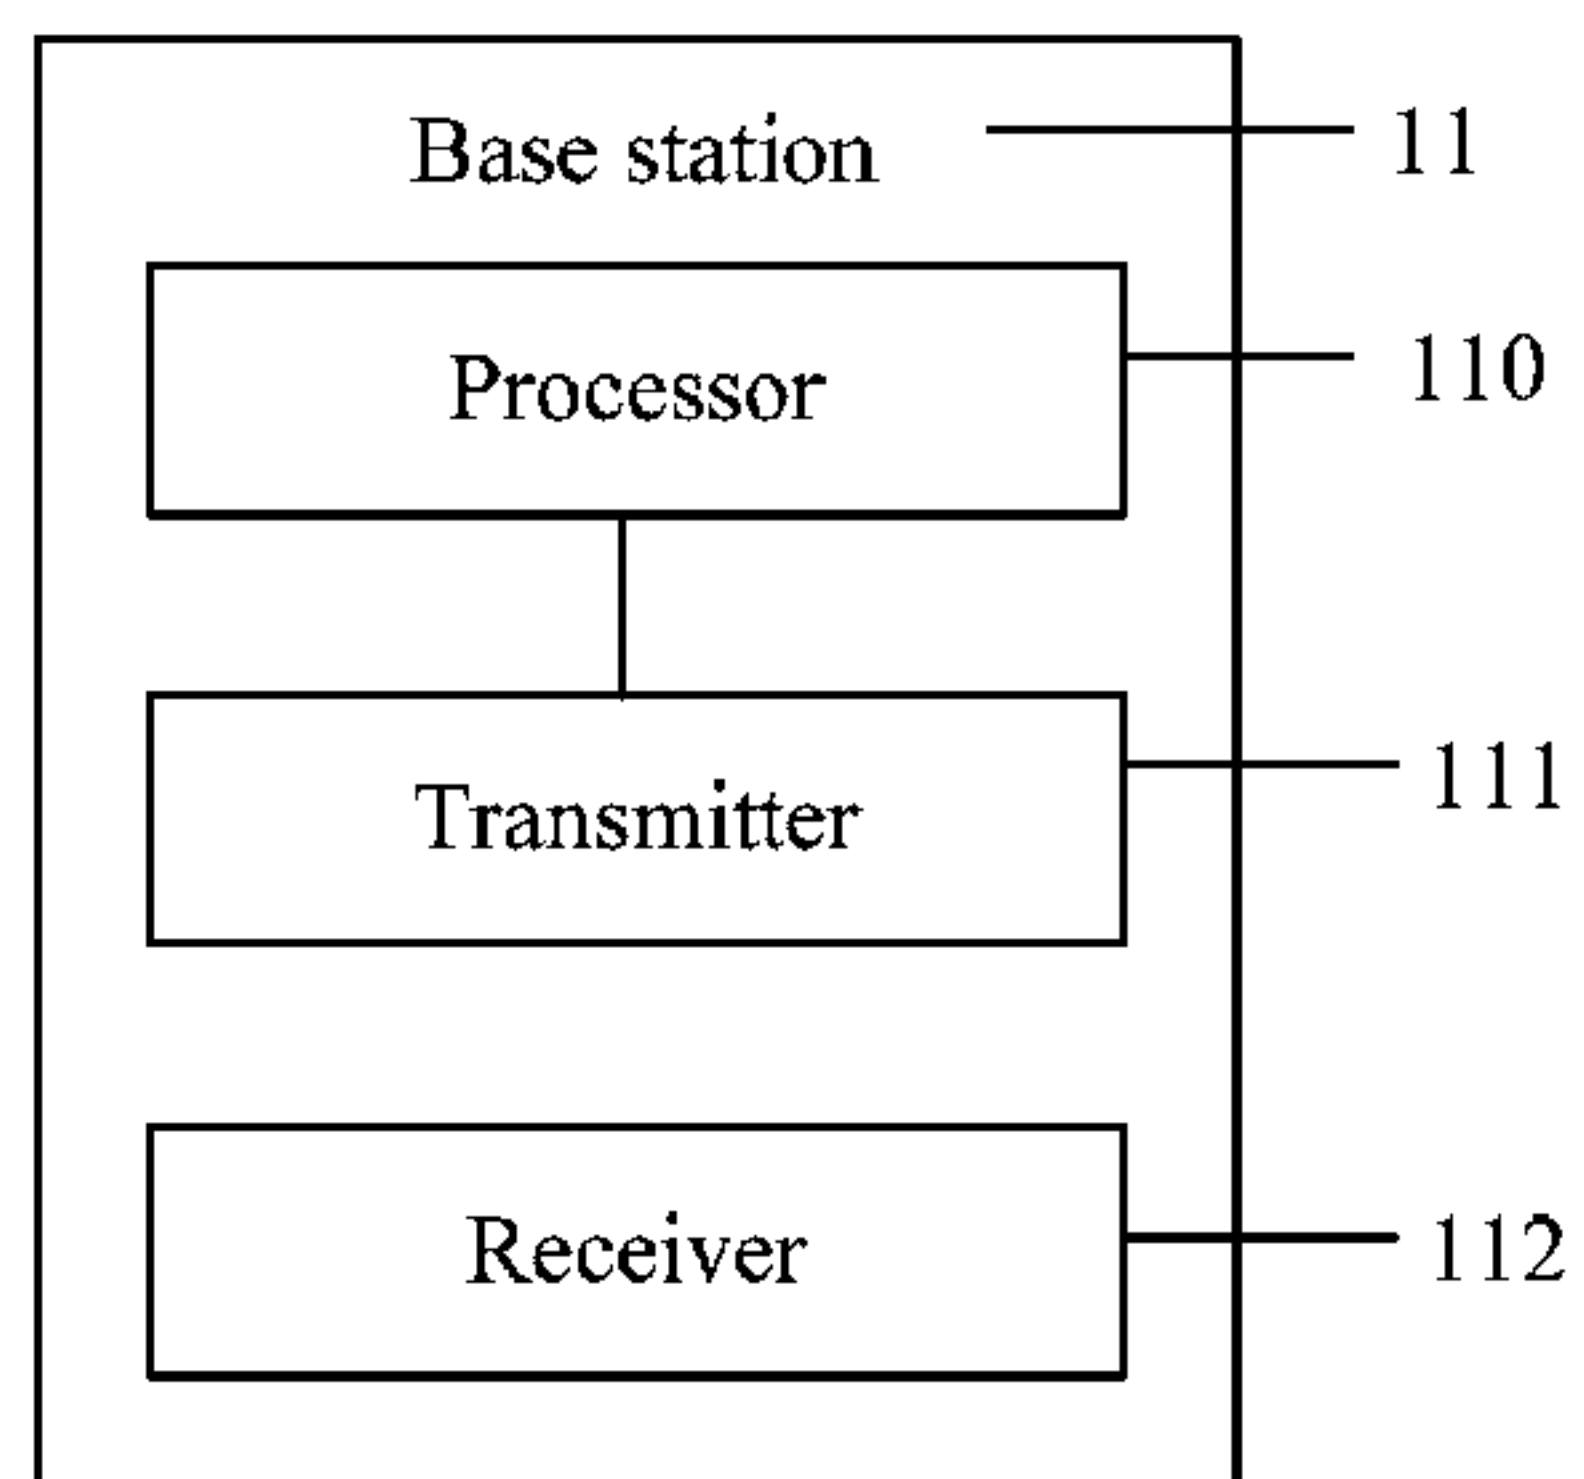 Base station 11
Processor 110
Transmitter 111
Receiver 112